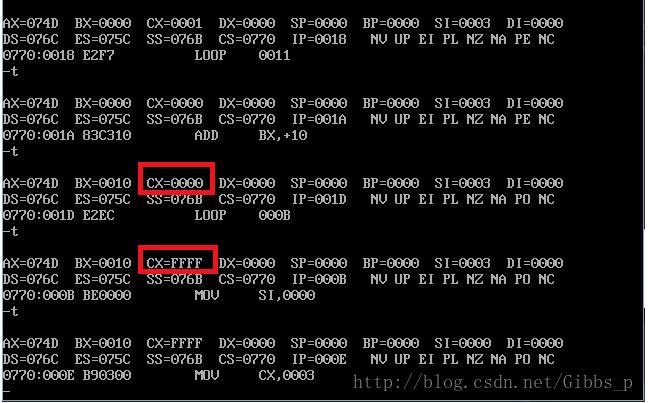 AX=074D BX=0000 CX=0001 DX=0000 SP=0000 BP=0000 SI=0003 DI=0000
DS=076C ES=075C SS=076B CS=0770 IP=0018 NV UP EI PL NZ NA PE NC
0770:0018 E2F7 LOOP 0011
-t
AX=074D BX=0000 CX=0000 DX=0000 SP=0000 BP=0000 SI=0003 DI=0000
DS=076C ES=075C SS=076B CS=0770 IP=001A NV UP EI PL NZ NA PE NC
0770:001A 83C310 ADD BX,+10
-t
AX=074D BX=0010 CX=0000 DX=0000 SP=0000 BP=0000 SI=0003 DI=0000
DS=076C ES=075C SS=076B CS=0770 IP=001D NV UP EI PL NZ NA PO NC
0770:001D E2EC LOOP 000B
-t
AX=074D BX=0010 CX=FFFF DX=0000 SP=0000 BP=0000 SI=0003 DI=0000
DS=076C ES=075C SS=076B CS=0770 IP=000B NV UP EI PL NZ NA PO NC
0770:000B BE0000 MOV SI,0000
-t
AX=074D BX=0010 CX=FFFF DX=0000 SP=0000 BP=0000 SI=0000 DI=0000
DS=076C ES=075C SS=076B CS=0770 IP=000E NV UP EI PL NZ NA PO NC
0770:000E B90300 MOV CX,0003
-
http://blog.csdn.net/Gibbs_p